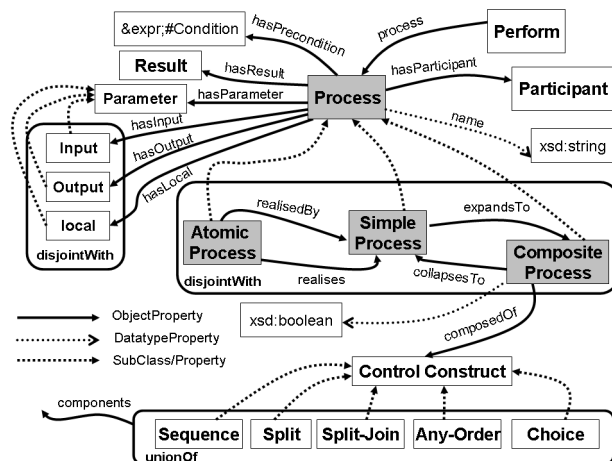 &expr;#Condition
hasPrecondition
process
Perform
Result
hasResult
hasParticipant
Parameter
hasParameter
Process
Participant
name
hasInput
Input
hasOutput
xsd:string
Output
hasLocal
local
disjointWith
realisedBy
expandsTo
Atomic
Process
Simple
Process
Composite
Process
realises
collapsesTo
disjointWith
ObjectProperty
xsd:boolean
composedOf
DatatypeProperty
SubClass/Property
Control Construct
components
Sequence
Split
Split-Join
Any-Order
Choice
unionOf